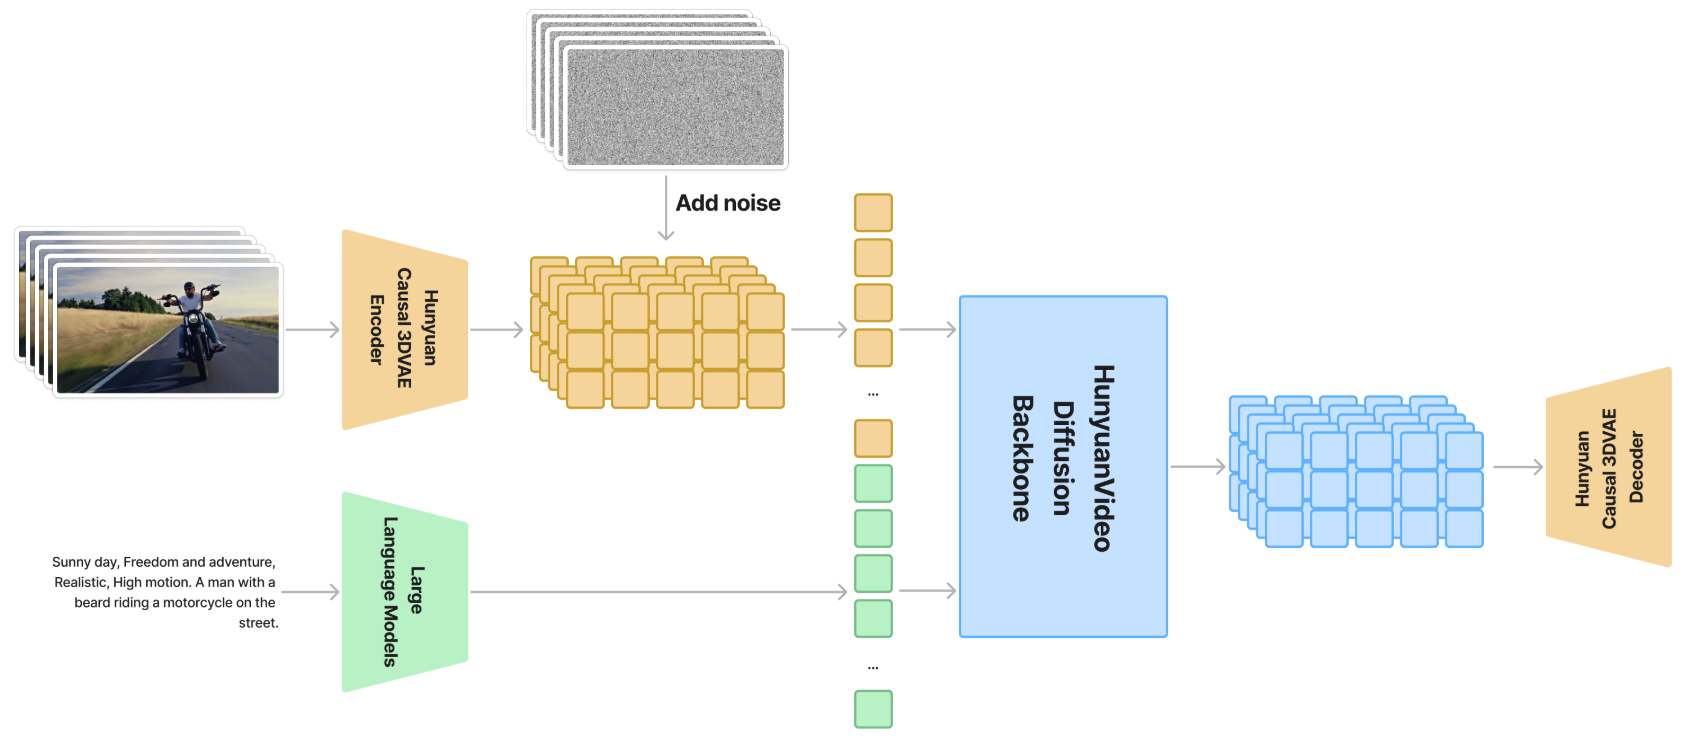 Add noise
Hunyuan
Causal 3DVAE
Encoder
...
HunyuanVideo
Diffusion
Backbone
Hunyuan
Causal 3DVAE
Decoder
Sunny day, Freedom and adventure,
Realistic, High motion. A man with a
beard riding a motorcycle on the
street.
Large
Language Models
...